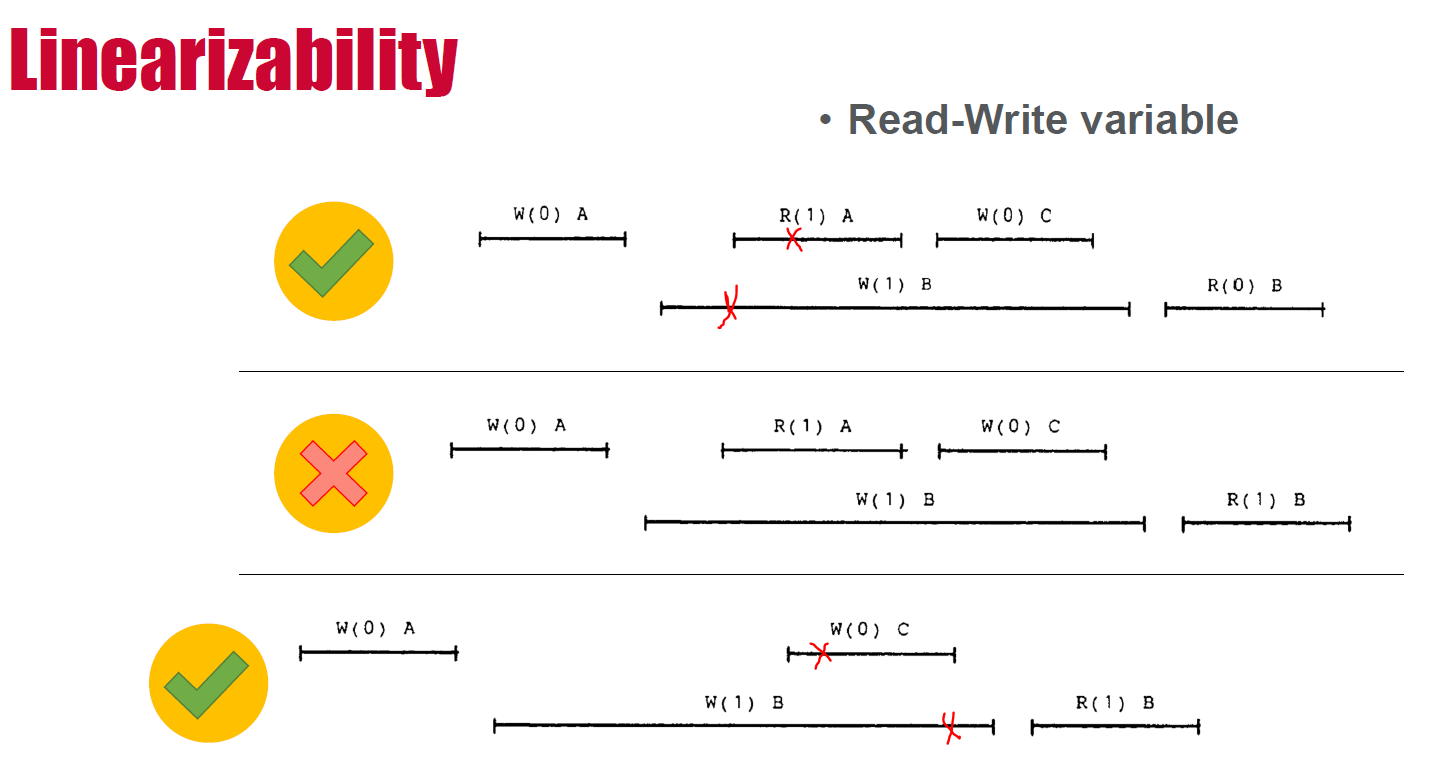 Linearizability
• Read-Write variable
W(0) A
R(1) A
W(0) C
W(1) B
R(0) B
W(0) A
R(1) A
W(0) C
W(1) B
R(1) B
W(0) A
W(0) C
W(1) B
R(1) B